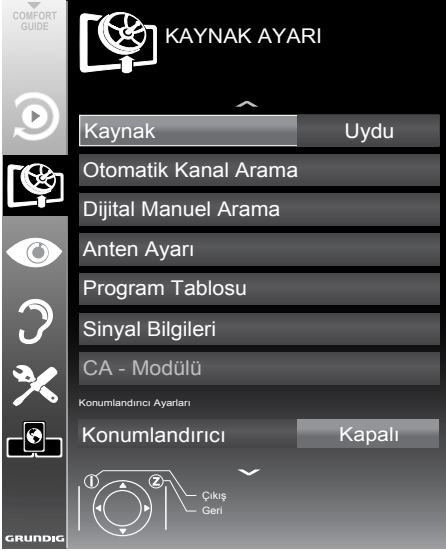 COMFORT
GUIDE
KAYNAK AYARI
Kaynak Uydu
Otomatik Kanal Arama
Dijital Manuel Arama
Anten Ayarı
Program Tablosu
Sinyal Bilgileri
CA - Modülü
Konumlandırıcı Ayarları
Konumlandırıcı Kapalı
i Z
Çıkış
Geri
GRUNDIG